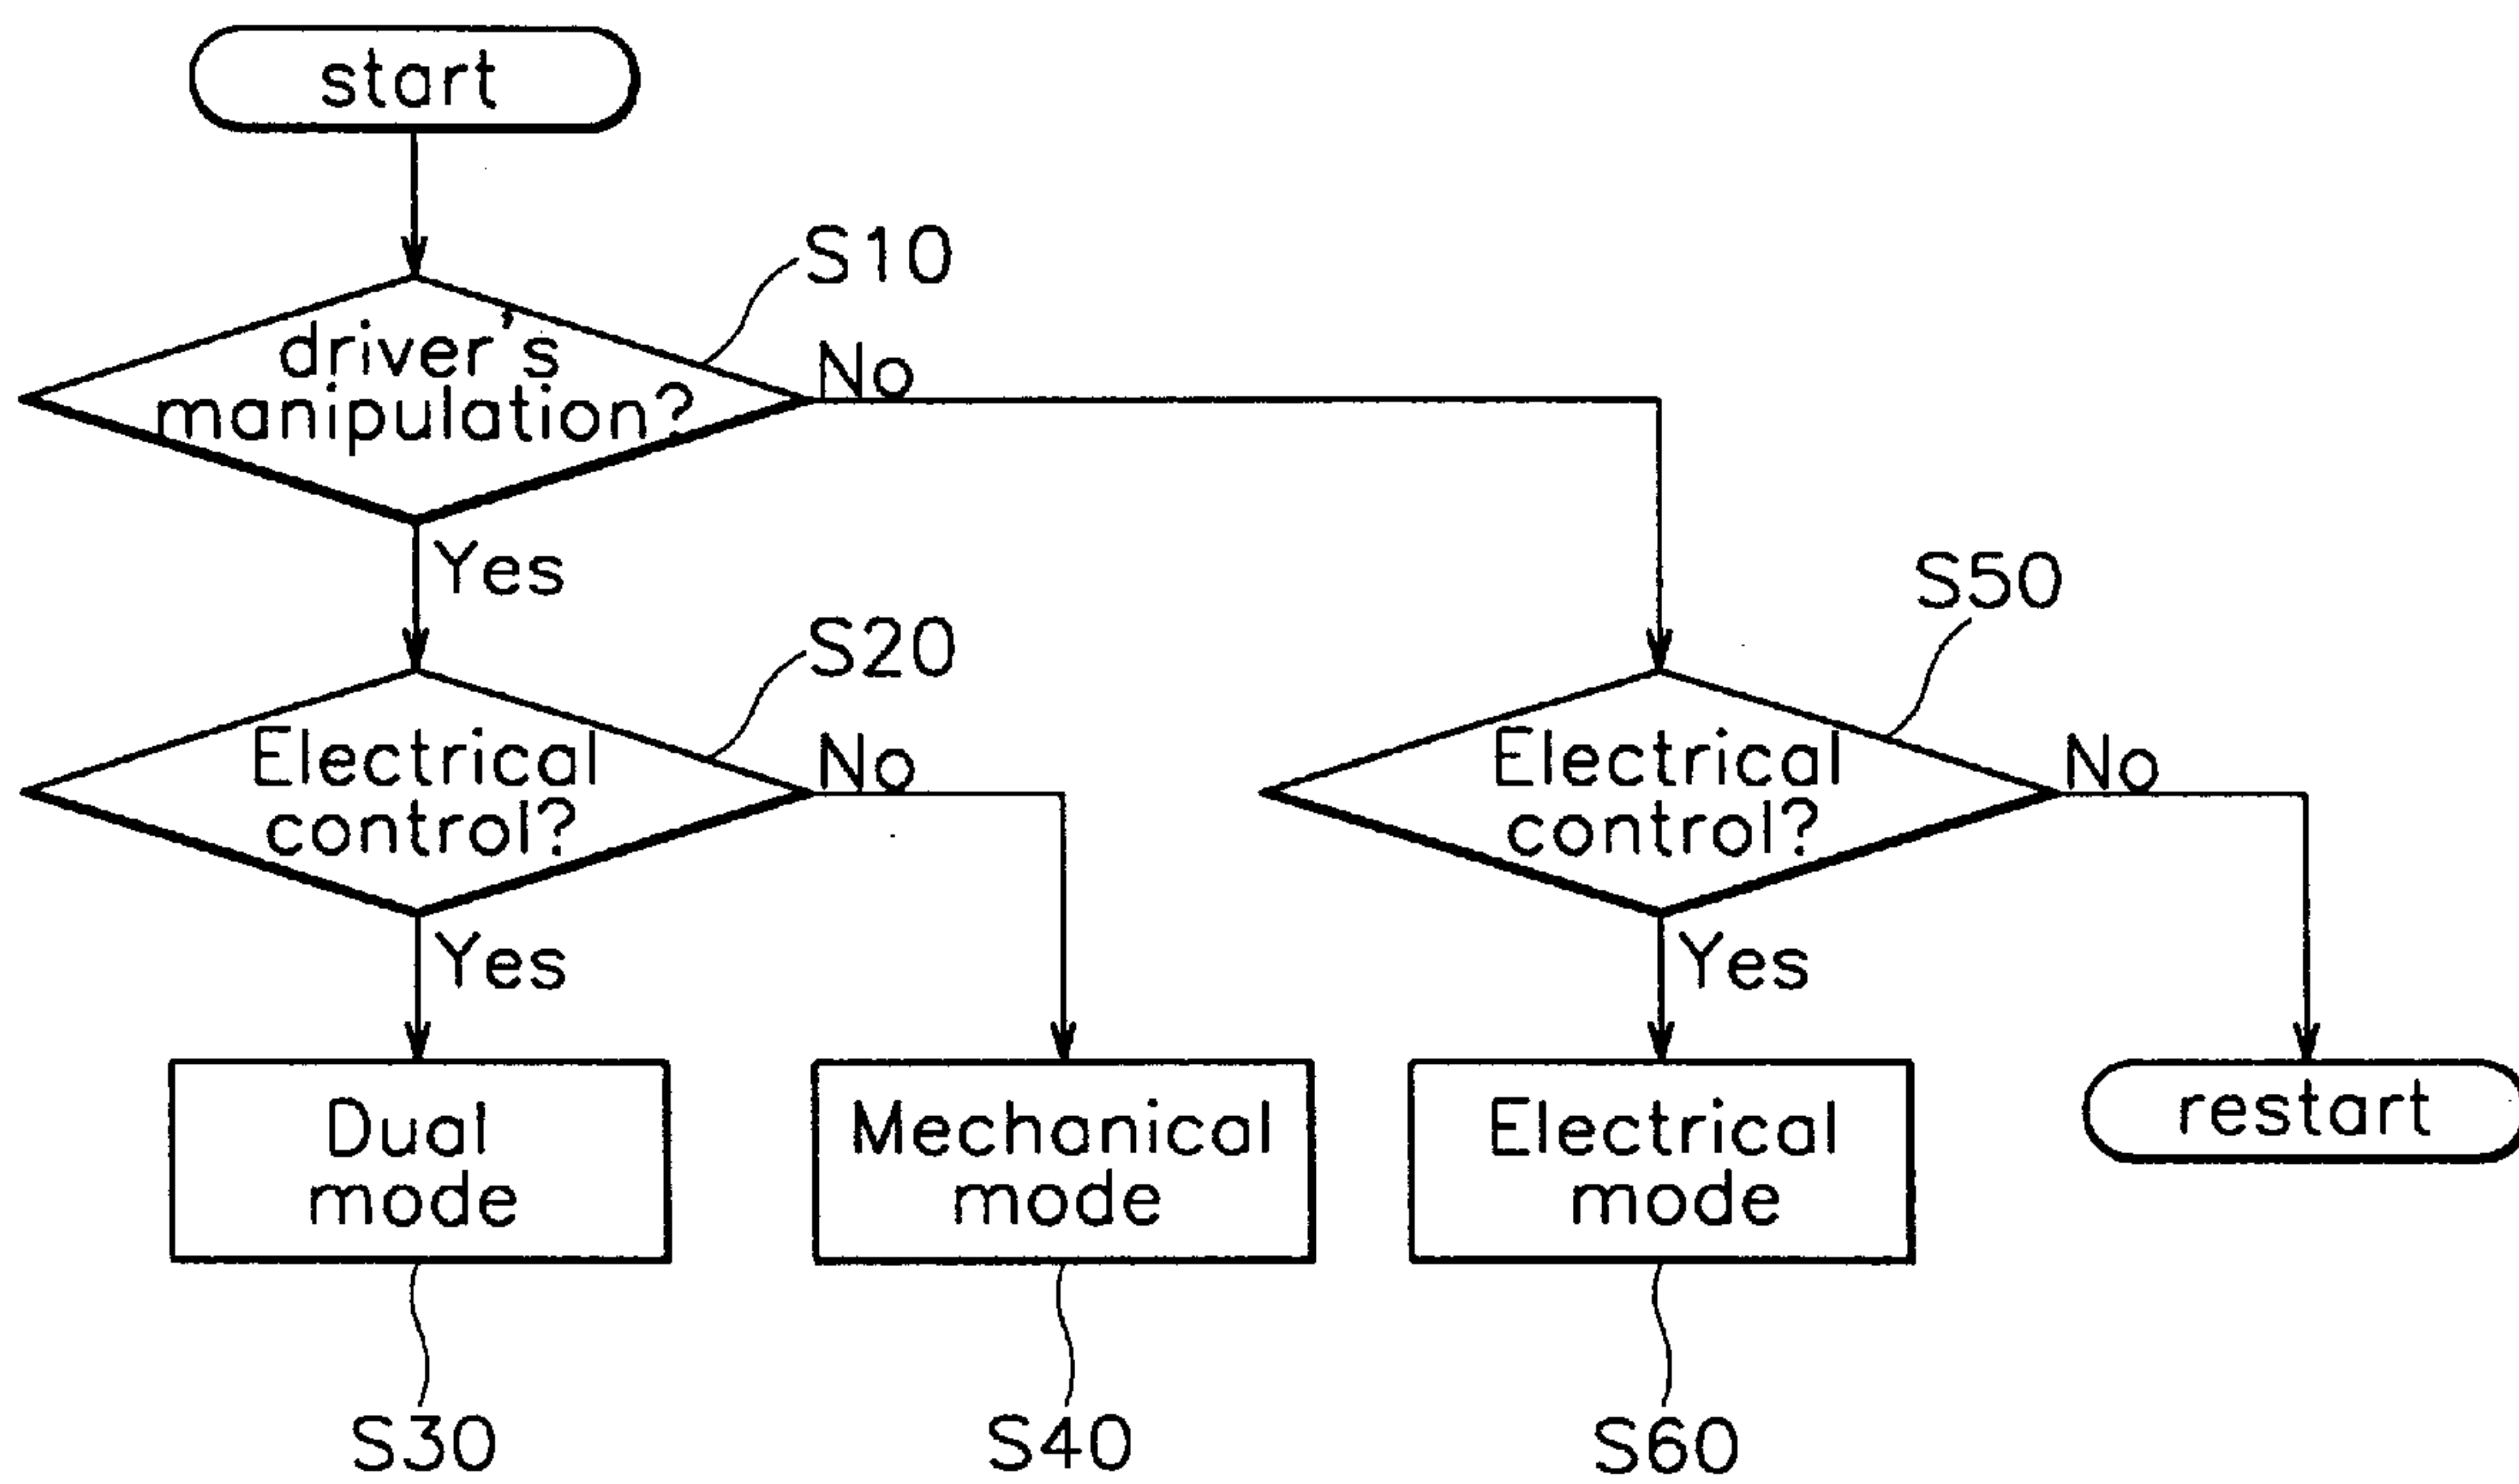 start
S10
driver's
manipulation?
No
Yes
S20
S50
Electrical
control?
No
Electrical
control?
No
Yes
Yes
Dual
mode
Mechanical
mode
Electrical
mode
restart
S30
S40
S60